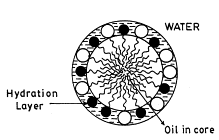 WATER
Hydration
Layer
Oil in core